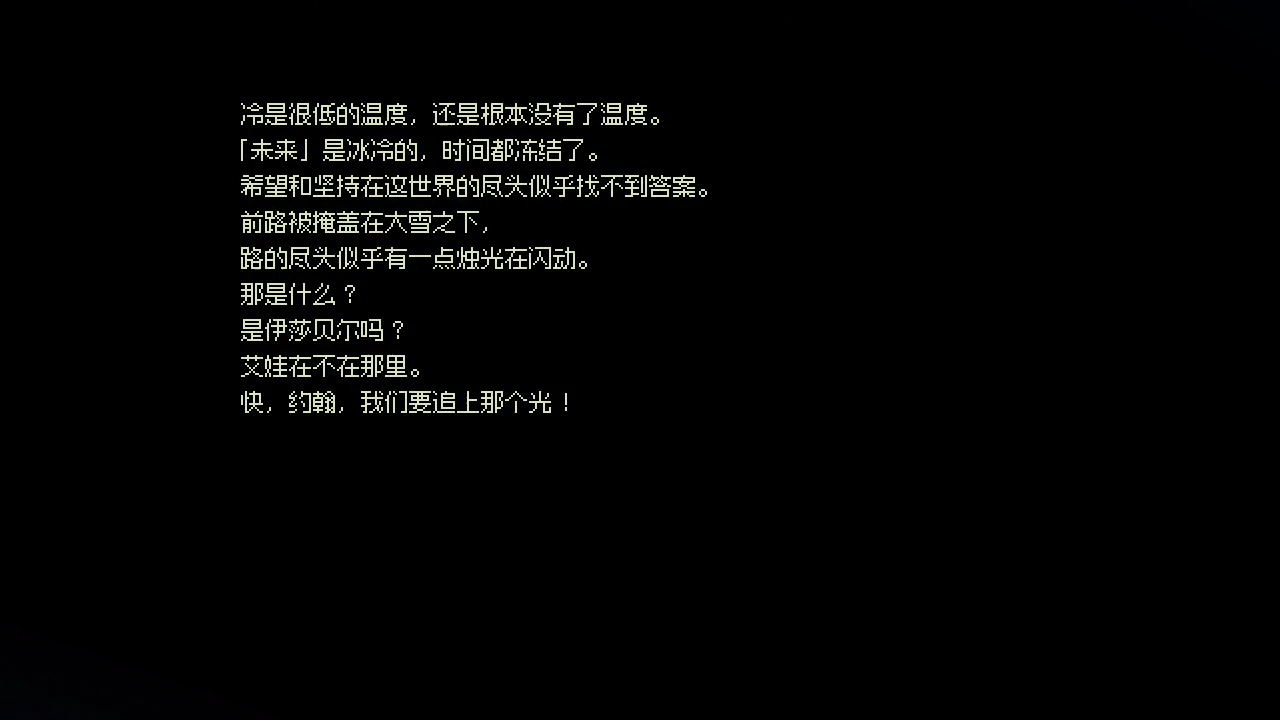 冷是很低的温度，还是根本没有了温度。
「未来」是冰冷的，时间都冻结了。
希望和坚持在这世界的尽头似乎找不到答案。
前路被掩盖在大雪之下，
路的尽头似乎有一点烛光在闪动。
那是什么？
是伊莎贝尔吗？
艾娃在不在那里。
快，约翰，我们要追上那个光！